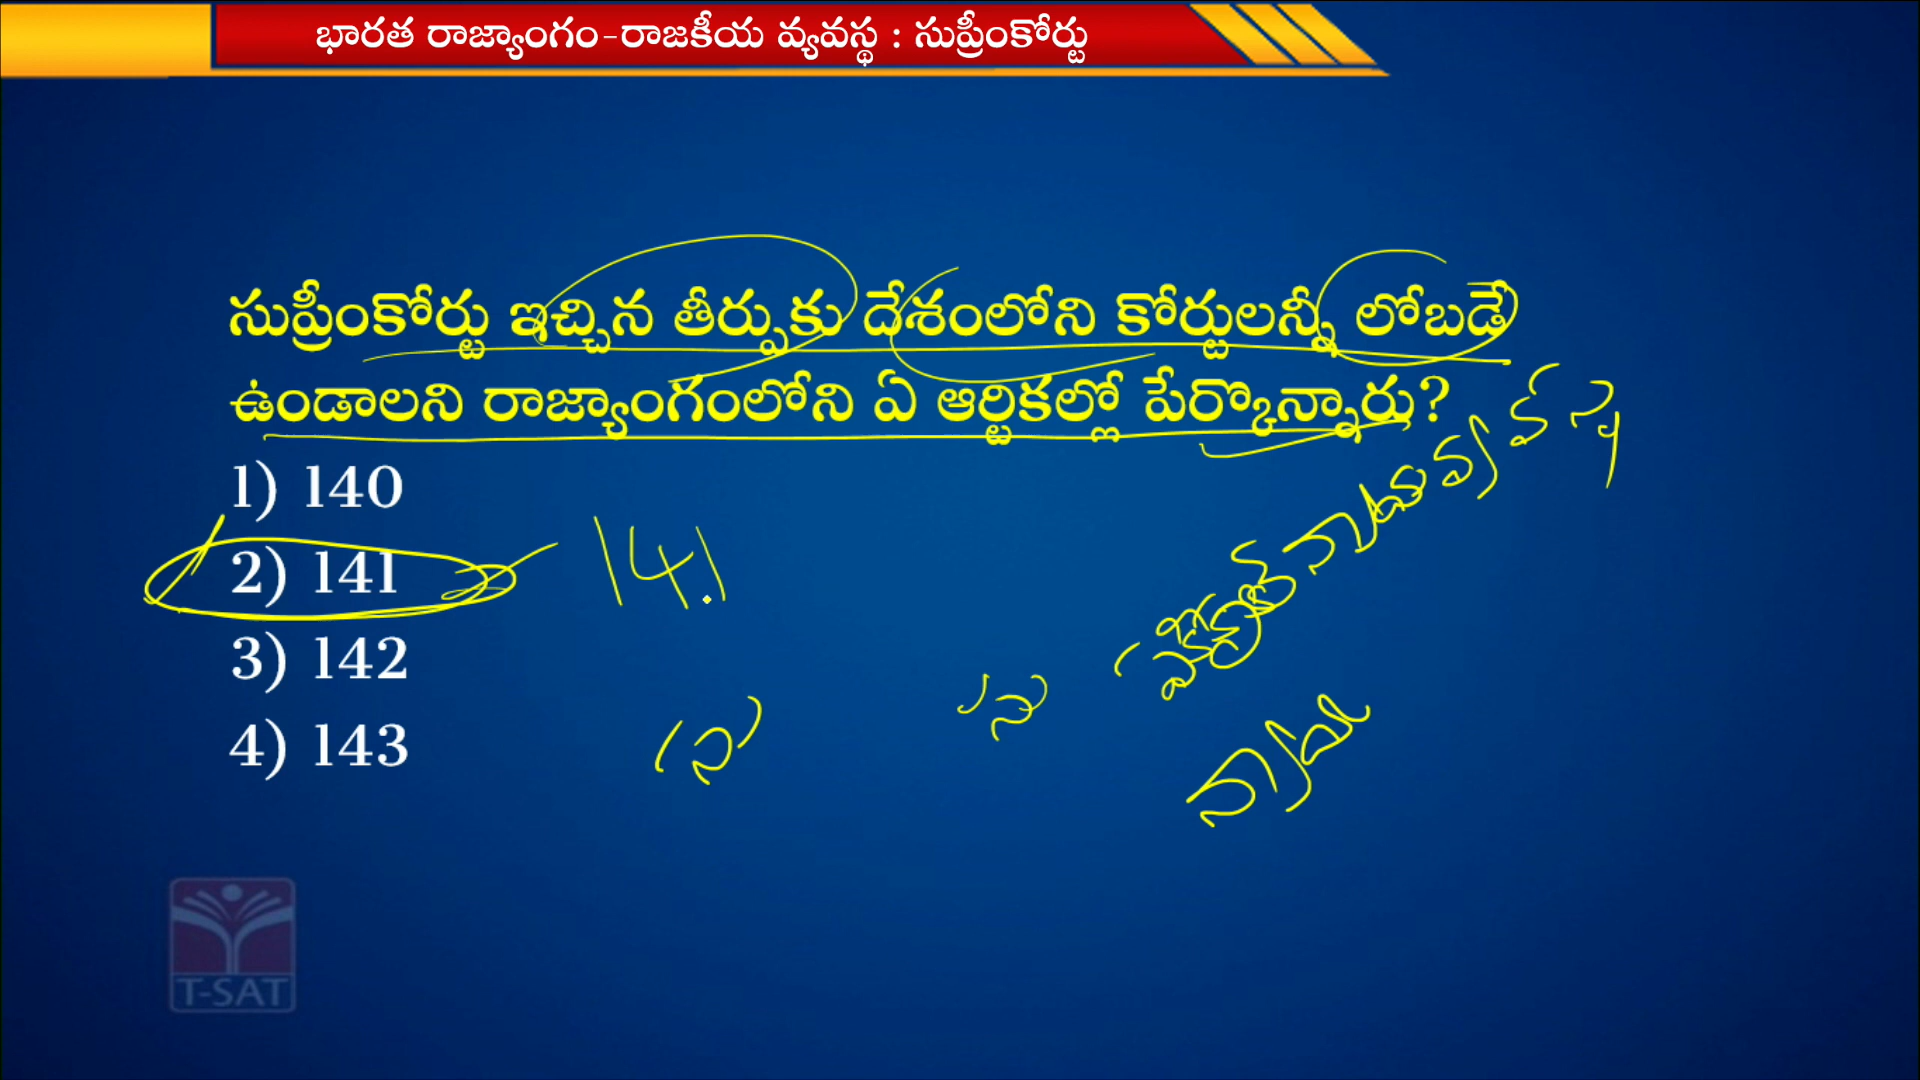 భారత రాజ్యాంగం-రాజకీయ వ్యవస్థ : సుప్రీంకోర్టు
సుప్రీంకోర్టు ఇచ్చిన తీర్పుకు దేశంలోని కోర్టులన్నీ లోబడే
ఉండాలని రాజ్యాంగంలోని ఏ ఆర్టికల్లో పేర్కొన్నారు?
1) 140
2) 141
141
3) 142
4) 143
T-SAT